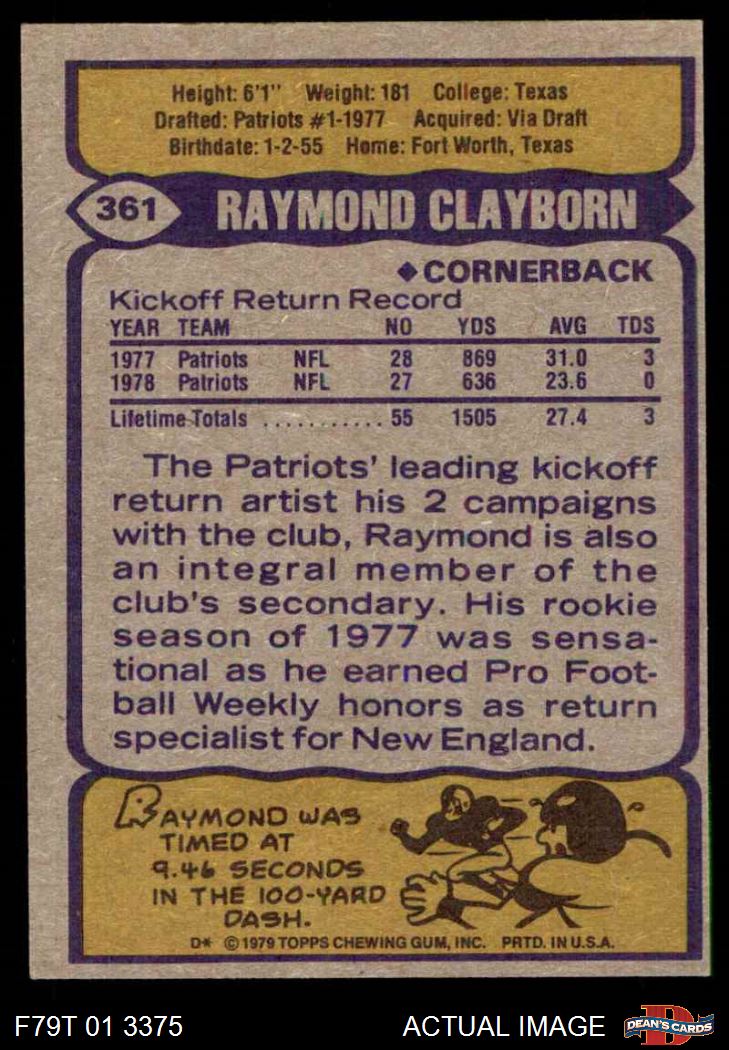 Height: 6'1" Weight: 181 College: Texas
Drafted: Patriots #1-1977 Acquired: Via Draft
Birthdate: 1-2-55 Home: Fort Worth, Texas
361 RAYMOND CLAYBORN
◆CORNERBACK
Kickoff Return Record
YEAR TEAM NO YDS AVG TDS
1977 Patriots NFL 28 869 31.0 3
1978 Patriots NFL 27 636 23.6 0
Lifetime Totals ........... 55 1505 27.4 3
The Patriots' leading kickoff
return artist his 2 campaigns
with the club, Raymond is also
an integral member of the
club's secondary. His rookie
season of 1977 was sensa-
tional as he earned Pro Foot-
ball Weekly honors as return
specialist for New England.
RAYMOND WAS
TIMED AT
9.46 SECONDS
IN THE 100-YARD
DASH.
D* © 1979 TOPPS CHEWING GUM, INC. PRTD. IN U.S.A.
F79T 01 3375 ACTUAL IMAGE D DEAN'S CARDS